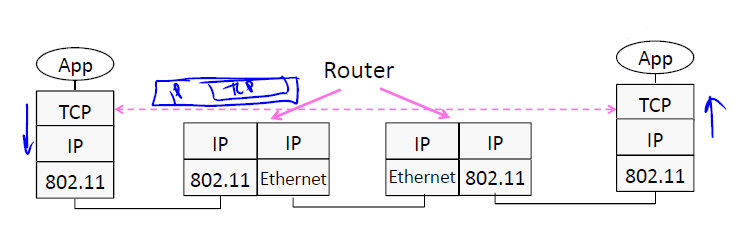 App
App
IP TCP
Router
TCP
TCP
IP
IP IP
IP IP
IP
802.11
802.11 Ethernet
Ethernet 802.11
802.11